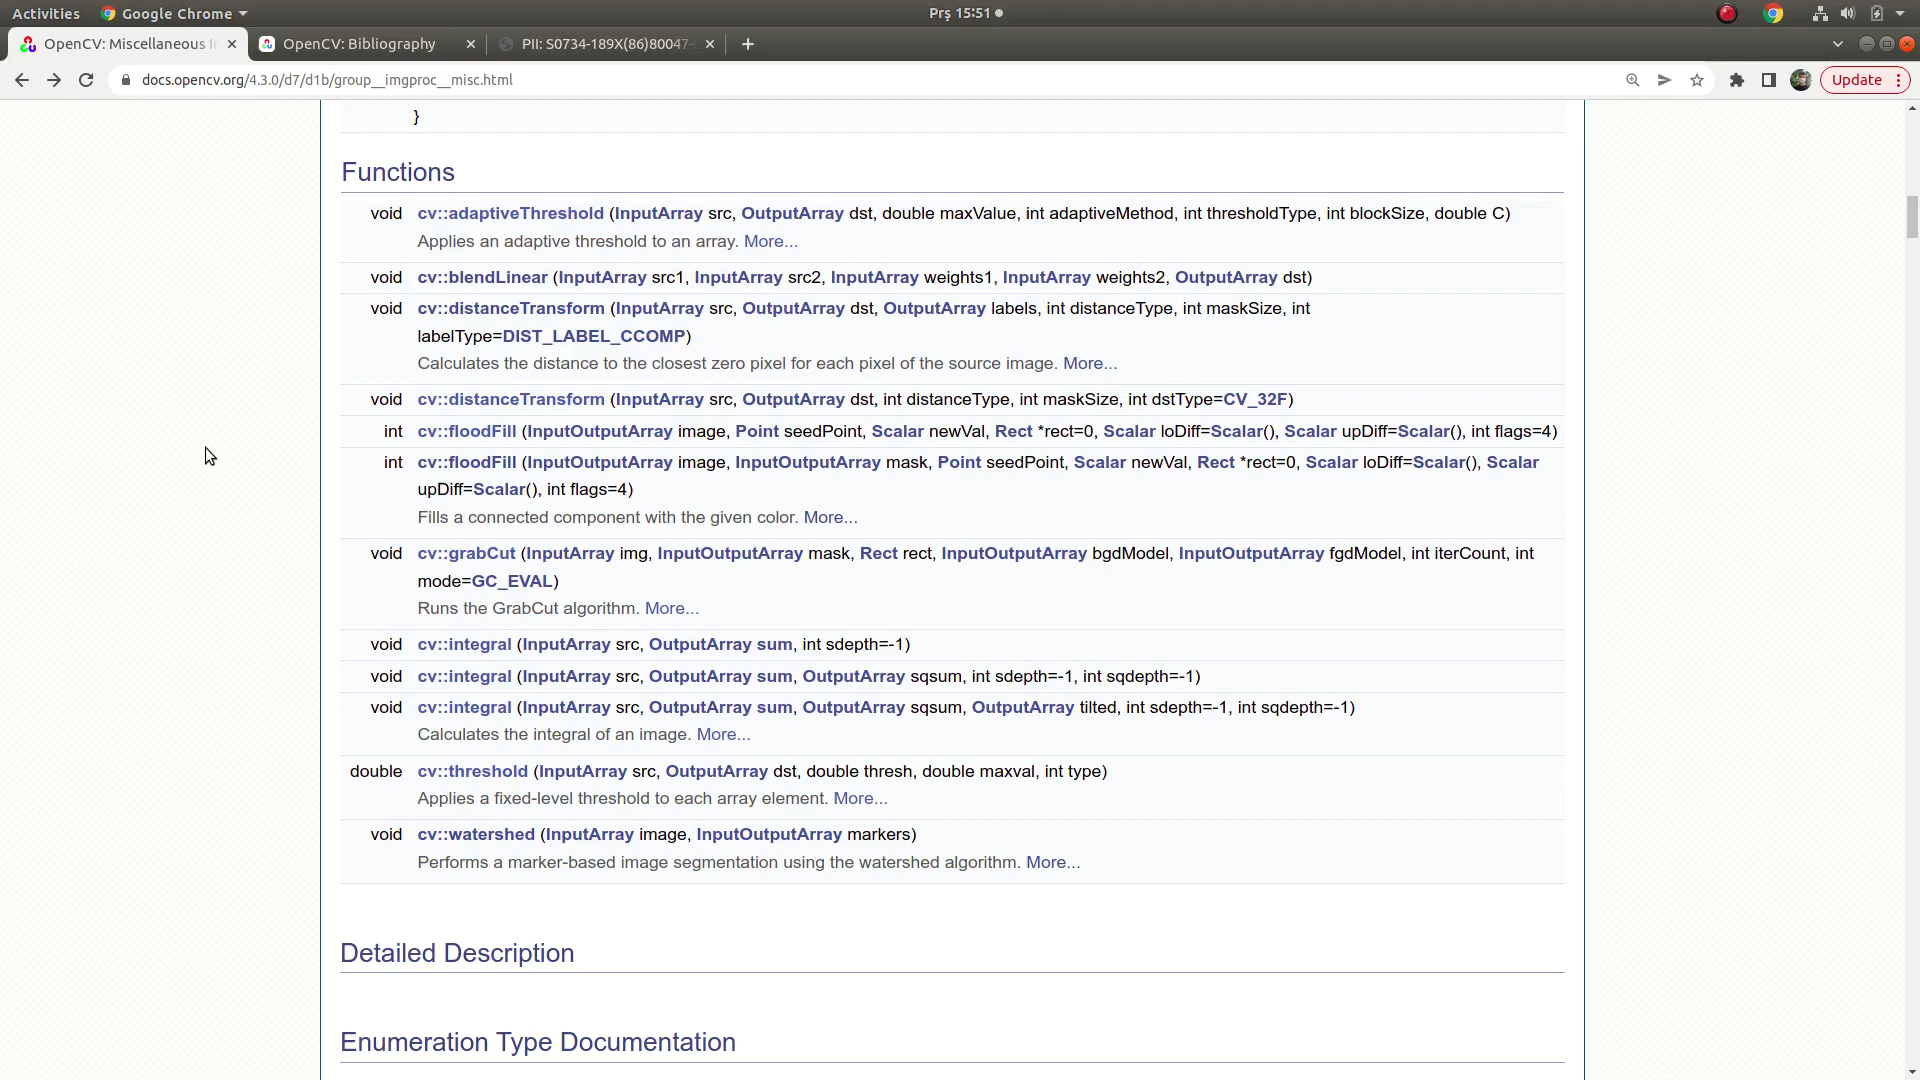 Activities Google Chrome Prş 15:51
OpenCV: Miscellaneous I OpenCV: Bibliography PII: S0734-189X(86)80047-
docs.opencv.org/4.3.0/d7/d1b/group__imgproc__misc.html Update
}
Functions
void cv::adaptiveThreshold (InputArray src, OutputArray dst, double maxValue, int adaptiveMethod, int thresholdType, int blockSize, double C)
Applies an adaptive threshold to an array. More...
void cv::blendLinear (InputArray src1, InputArray src2, InputArray weights1, InputArray weights2, OutputArray dst)
void cv::distanceTransform (InputArray src, OutputArray dst, OutputArray labels, int distanceType, int maskSize, int
labelType=DIST_LABEL_CCOMP)
Calculates the distance to the closest zero pixel for each pixel of the source image. More...
void cv::distanceTransform (InputArray src, OutputArray dst, int distanceType, int maskSize, int dstType=CV_32F)
int cv::floodFill (InputOutputArray image, Point seedPoint, Scalar newVal, Rect *rect=0, Scalar loDiff=Scalar(), Scalar upDiff=Scalar(), int flags=4)
int cv::floodFill (InputOutputArray image, InputOutputArray mask, Point seedPoint, Scalar newVal, Rect *rect=0, Scalar loDiff=Scalar(), Scalar
upDiff=Scalar(), int flags=4)
Fills a connected component with the given color. More...
void cv::grabCut (InputArray img, InputOutputArray mask, Rect rect, InputOutputArray bgdModel, InputOutputArray fgdModel, int iterCount, int
mode=GC_EVAL)
Runs the GrabCut algorithm. More...
void cv::integral (InputArray src, OutputArray sum, int sdepth=-1)
void cv::integral (InputArray src, OutputArray sum, OutputArray sqsum, int sdepth=-1, int sqdepth=-1)
void cv::integral (InputArray src, OutputArray sum, OutputArray sqsum, OutputArray tilted, int sdepth=-1, int sqdepth=-1)
Calculates the integral of an image. More...
double cv::threshold (InputArray src, OutputArray dst, double thresh, double maxval, int type)
Applies a fixed-level threshold to each array element. More...
void cv::watershed (InputArray image, InputOutputArray markers)
Performs a marker-based image segmentation using the watershed algorithm. More...
Detailed Description
Enumeration Type Documentation